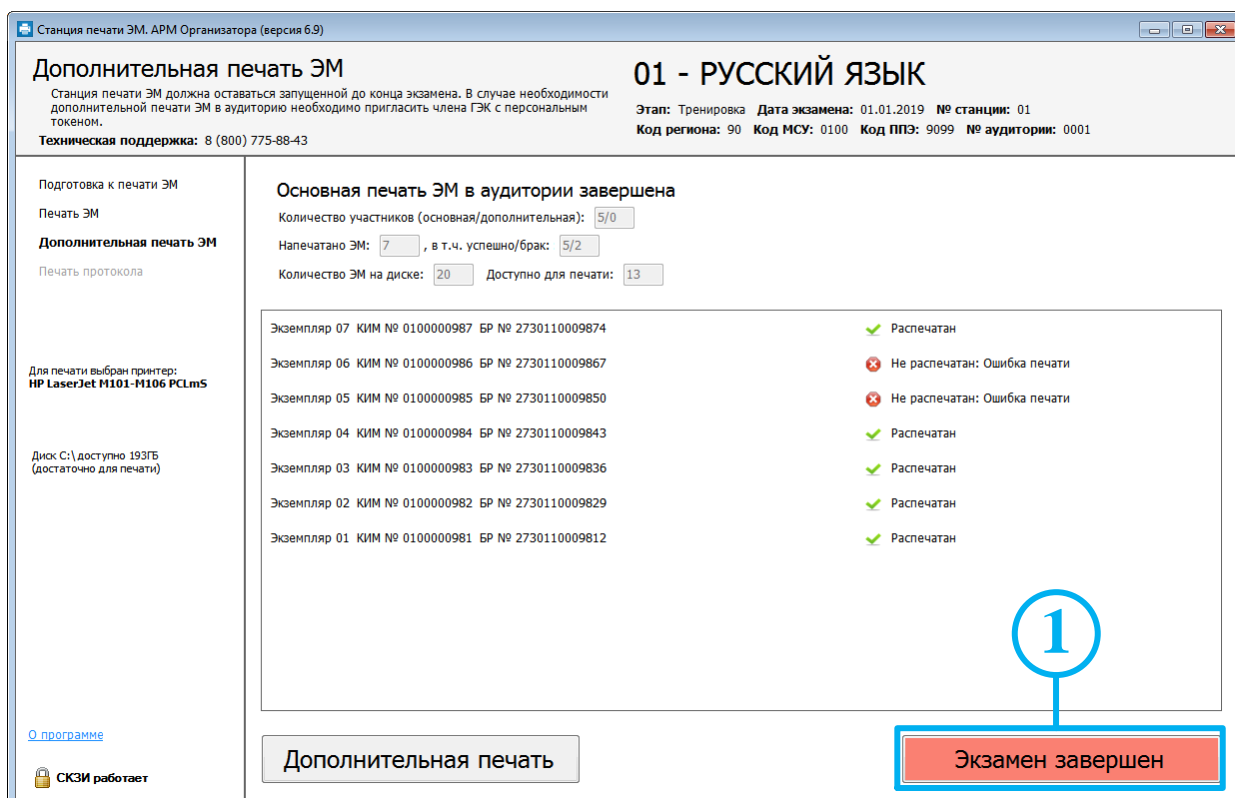 Станция печати ЭМ. АРМ Организатора (версия 6.9)
Дополнительная печать ЭМ
Станция печати ЭМ должна оставаться запущенной до конца экзамена. В случае необходимости
дополнительной печати ЭМ в аудиторию необходимо пригласить члена ГЭК с персональным
токеном.
Техническая поддержка: 8 (800) 775-88-43
01 - РУССКИЙ ЯЗЫК
Этап: Тренировка Дата экзамена: 01.01.2019 № станции: 01
Код региона: 90 Код МСУ: 0100 Код ППЭ: 9099 № аудитории: 0001
Подготовка к печати ЭМ
Печать ЭМ
Дополнительная печать ЭМ
Печать протокола
Для печати выбран принтер:
HP LaserJet M101-M106 PCLmS
Диск C:\ доступно 193ГБ
(достаточно для печати)
О программе
СКЗИ работает
Основная печать ЭМ в аудитории завершена
Количество участников (основная/дополнительная): 5/0
Напечатано ЭМ: 7 , в т.ч. успешно/брак: 5/2
Количество ЭМ на диске: 20 Доступно для печати: 13
Экземпляр 07 КИМ № 0100000987 БР № 2730110009874 Распечатан
Экземпляр 06 КИМ № 0100000986 БР № 2730110009867 Не распечатан: Ошибка печати
Экземпляр 05 КИМ № 0100000985 БР № 2730110009850 Не распечатан: Ошибка печати
Экземпляр 04 КИМ № 0100000984 БР № 2730110009843 Распечатан
Экземпляр 03 КИМ № 0100000983 БР № 2730110009836 Распечатан
Экземпляр 02 КИМ № 0100000982 БР № 2730110009829 Распечатан
Экземпляр 01 КИМ № 0100000981 БР № 2730110009812 Распечатан
1
Дополнительная печать
Экзамен завершен